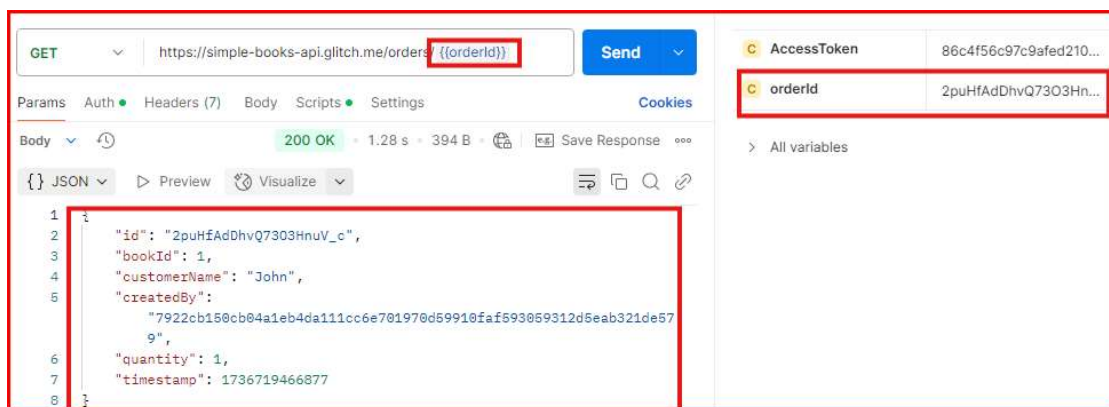 GET https://simple-books-api.glitch.me/orders/ {{orderId}} Send
Params Auth Headers (7) Body Scripts Settings Cookies
Body 200 OK 1.28 s 394 B e.g. Save Response
{} JSON Preview Visualize
1 {
2 "id": "2puHfAdDhvQ73O3HnuV_c",
3 "bookId": 1,
4 "customerName": "John",
5 "createdBy":
"7922cb150cb04a1eb4da111cc6e701970d59910faf593059312d5eab321de57
9",
6 "quantity": 1,
7 "timestamp": 1736719466877
8 }
C AccessToken 86c4f56c97c9afed210...
C orderId 2puHfAdDhvQ73O3Hn...
> All variables